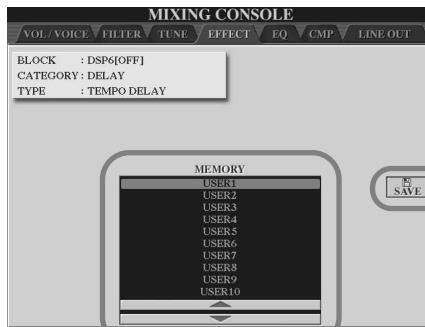 MIXING CONSOLE
VOL / VOICE FILTER TUNE EFFECT EQ CMP LINE OUT
BLOCK : DSP6[OFF]
CATEGORY : DELAY
TYPE : TEMPO DELAY
MEMORY
USER1
USER2
USER3
USER4
USER5
USER6
USER7
USER8
USER9
USER10
SAVE